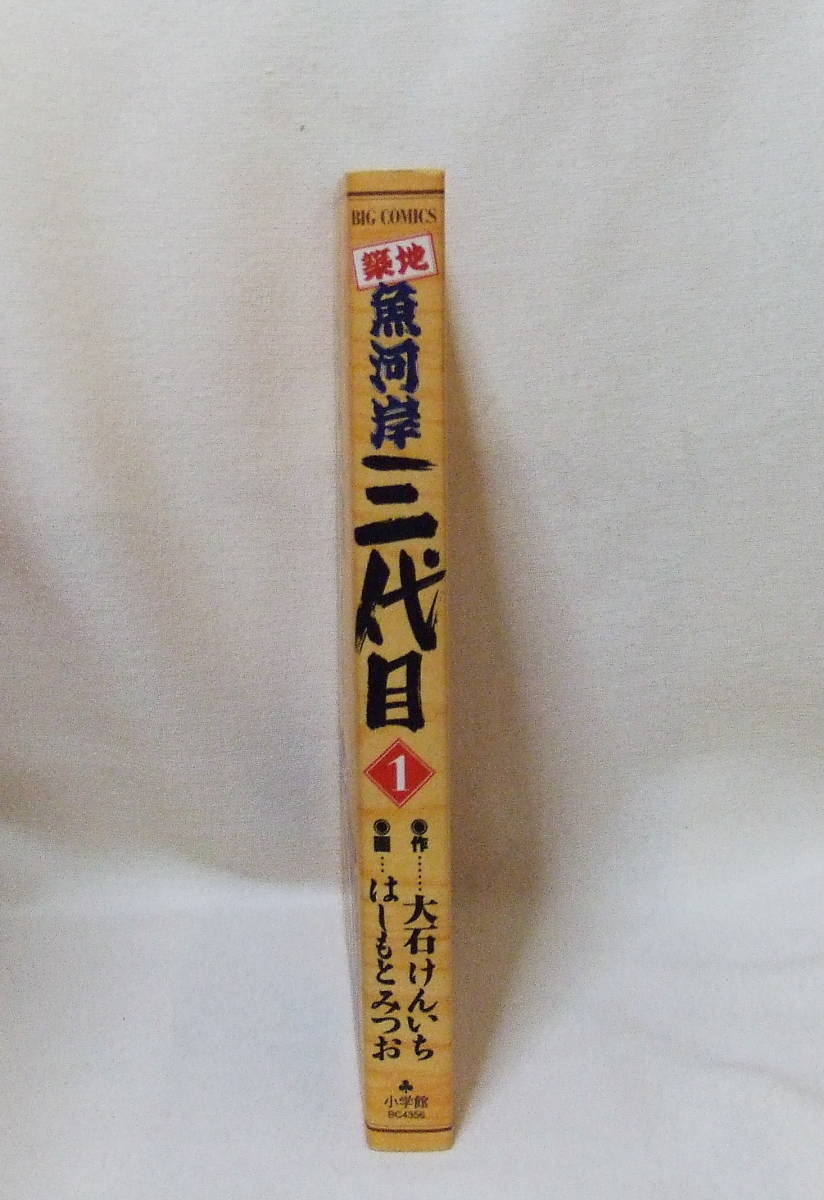 BIG COMICS
築地
魚河岸
三代目
1
◉作……大石けんいち
◉画…はしもとみつお
小学館
BC4356